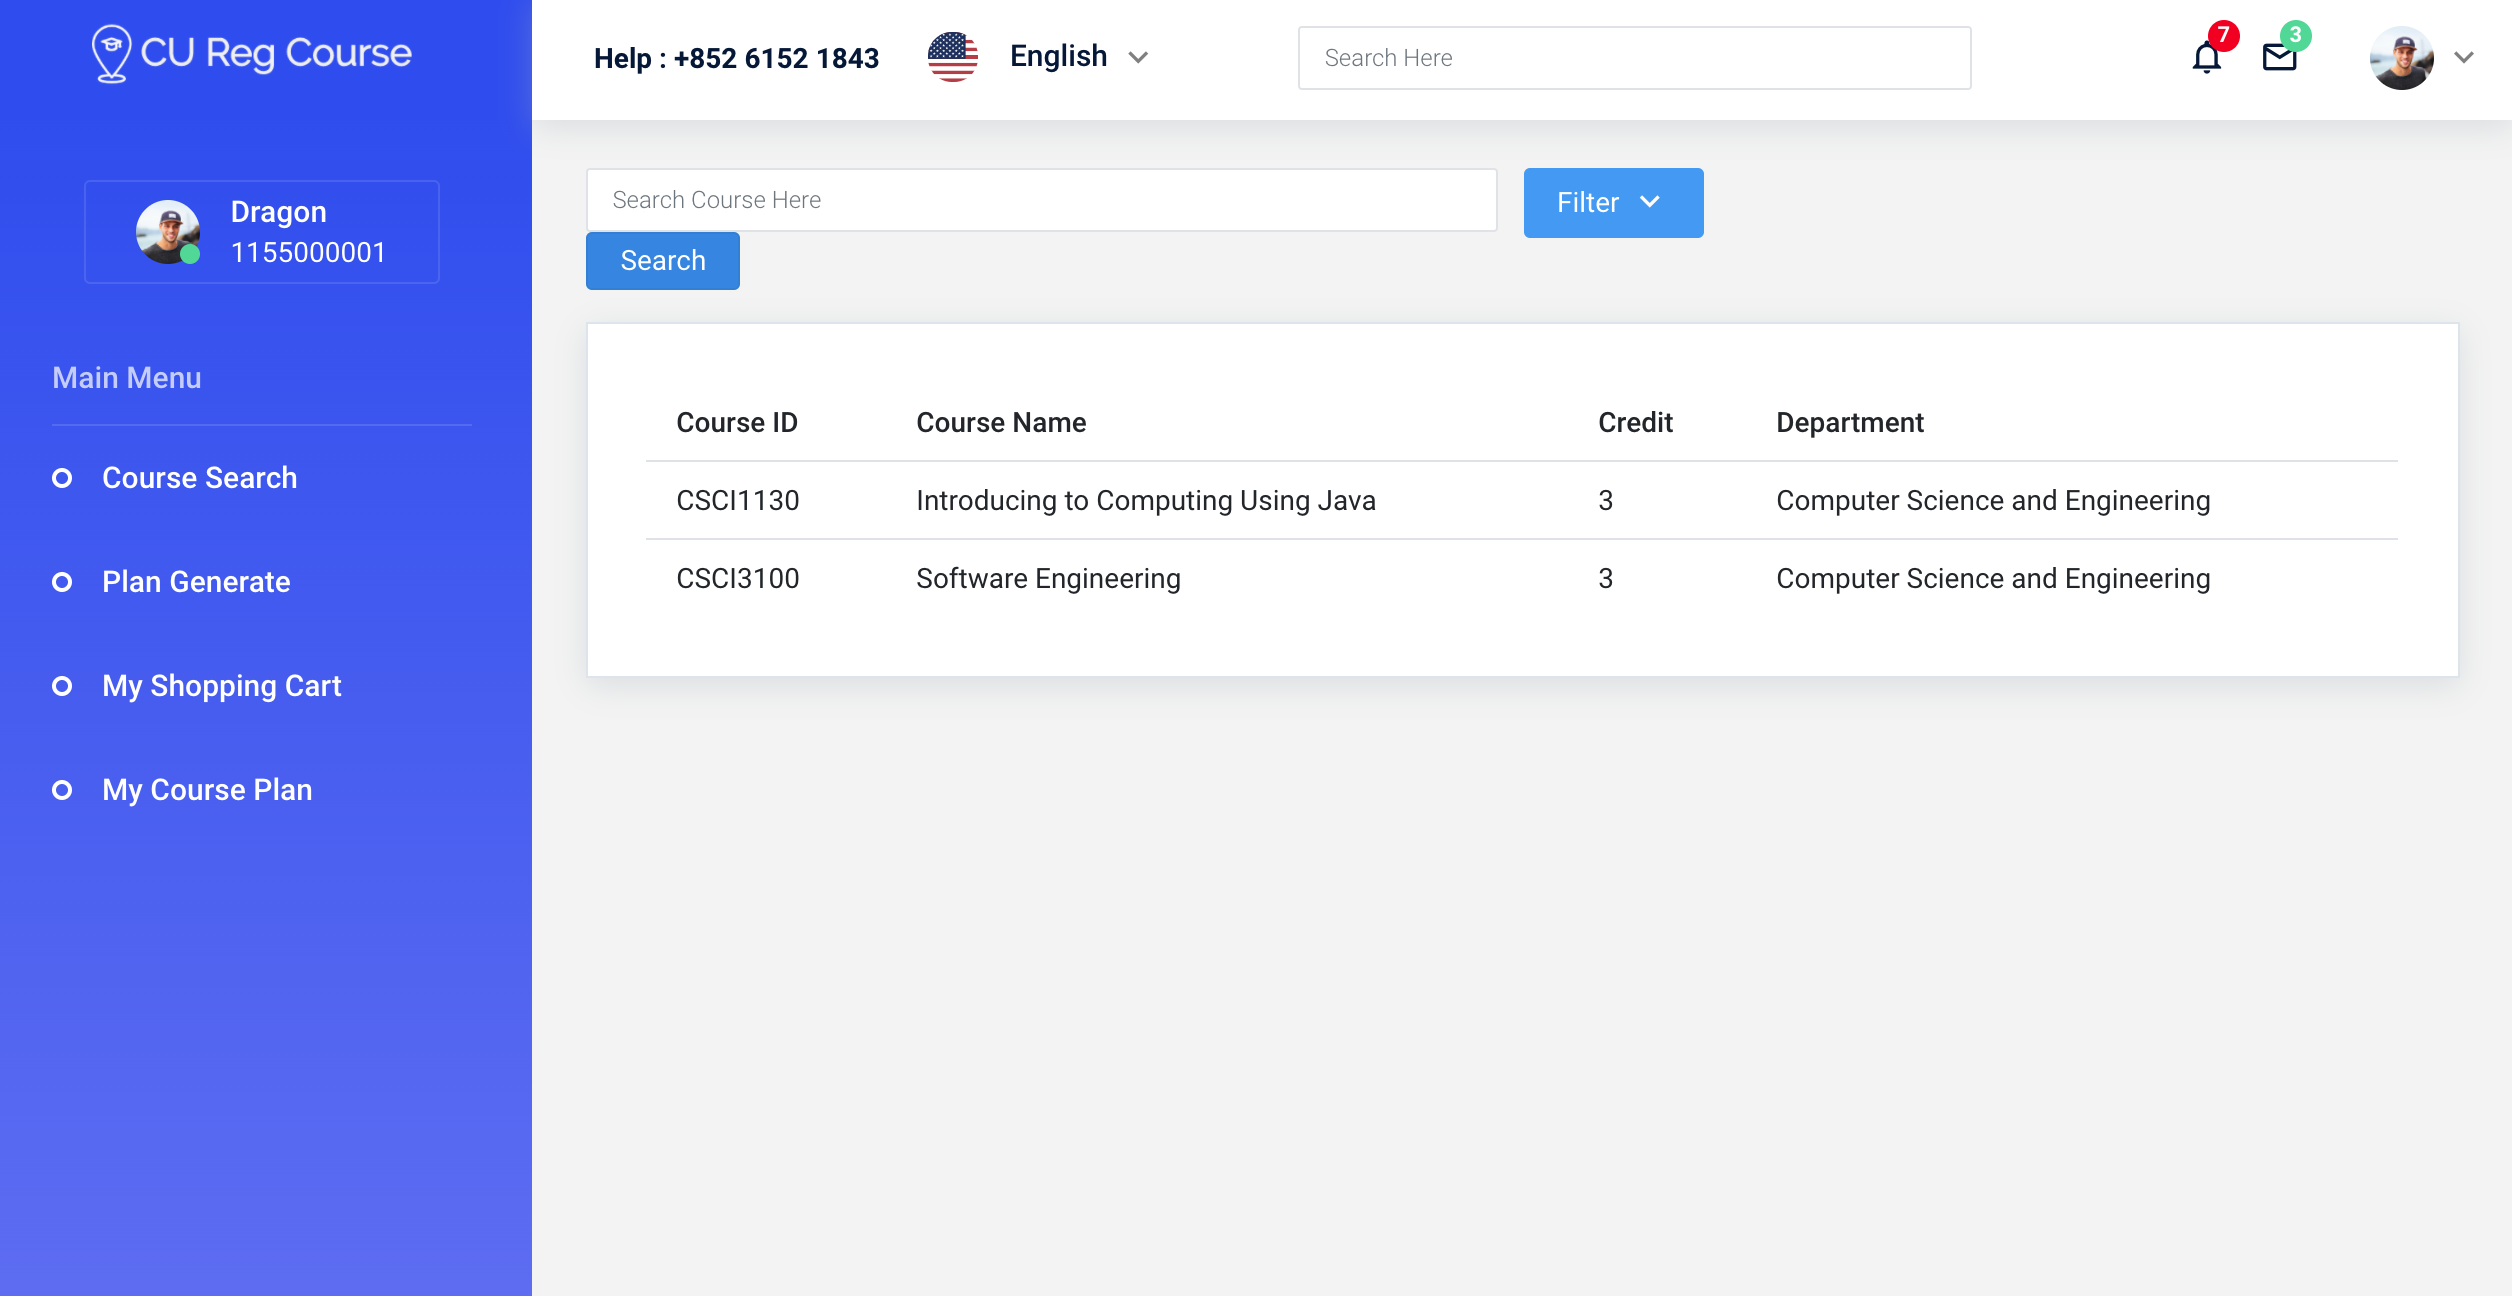 CU Reg Course
Help : +852 6152 1843
English
Search Here
7
3
Dragon
1155000001
Main Menu
Course Search
Plan Generate
My Shopping Cart
My Course Plan
Search Course Here
Filter
Search
Course ID Course Name Credit Department
CSCI1130 Introducing to Computing Using Java 3 Computer Science and Engineering
CSCI3100 Software Engineering 3 Computer Science and Engineering